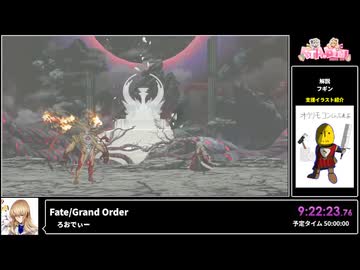 解説
フギン
支援イラスト紹介
Fate/Grand Order
ろおでぃー
9:22:23.76
予定タイム 50:00:00